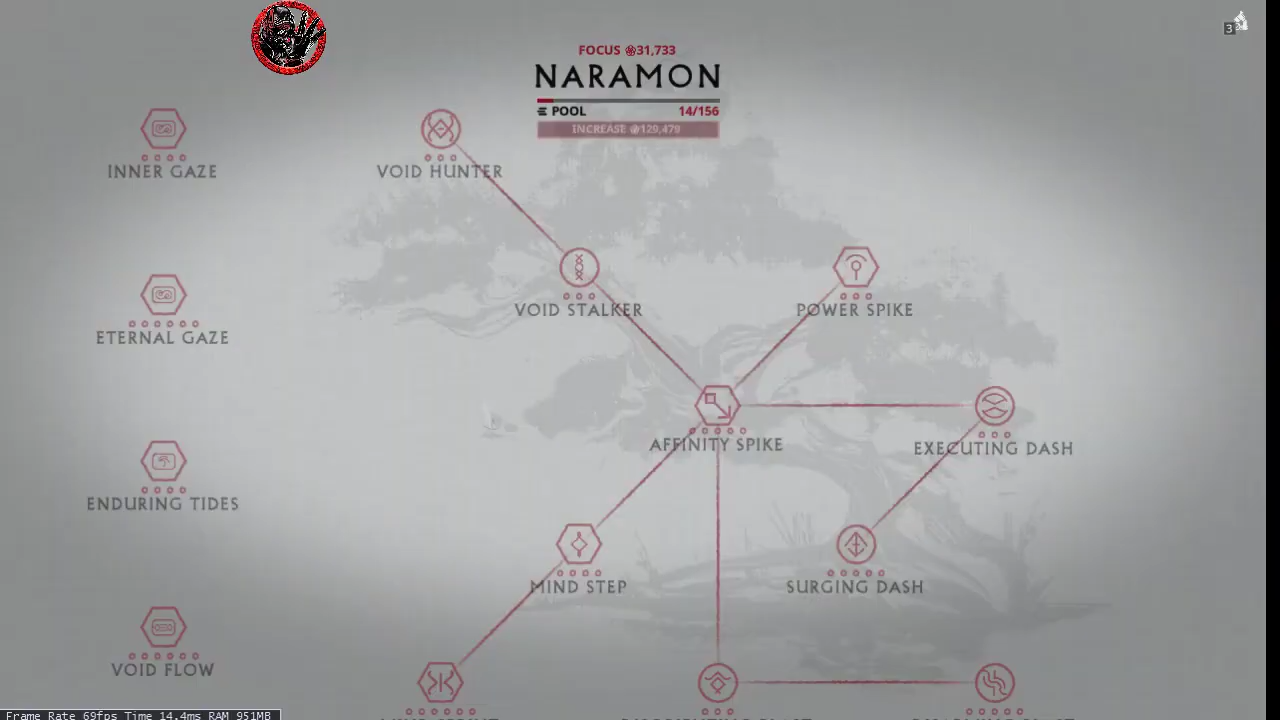 FOCUS 31,733
NARAMON
POOL 14/156
INCREASE 129,479
3
INNER GAZE
VOID HUNTER
VOID STALKER
POWER SPIKE
ETERNAL GAZE
AFFINITY SPIKE
EXECUTING DASH
ENDURING TIDES
MIND STEP
SURGING DASH
VOID FLOW
Frame Rate 69fps Time 14.4ms RAM 951MB